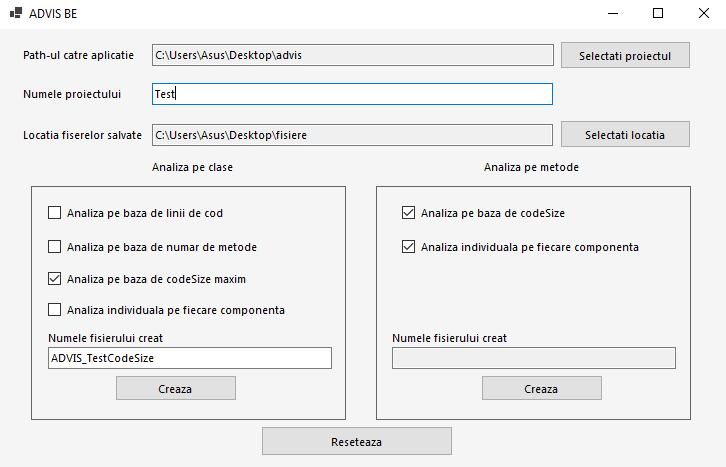 ADVIS BE
Path-ul catre aplicatie C:\Users\Asus\Desktop\advis Selectati proiectul
Numele proiectului Test
Locatia fiserelor salvate C:\Users\Asus\Desktop\fisiere Selectati locatia
Analiza pe clase Analiza pe metode
Analiza pe baza de linii de cod Analiza pe baza de codeSize
Analiza pe baza de numar de metode Analiza individuala pe fiecare componenta
Analiza pe baza de codeSize maxim
Analiza individuala pe fiecare componenta
Numele fisierului creat Numele fisierului creat
ADVIS_TestCodeSize
Creaza Creaza
Reseteaza